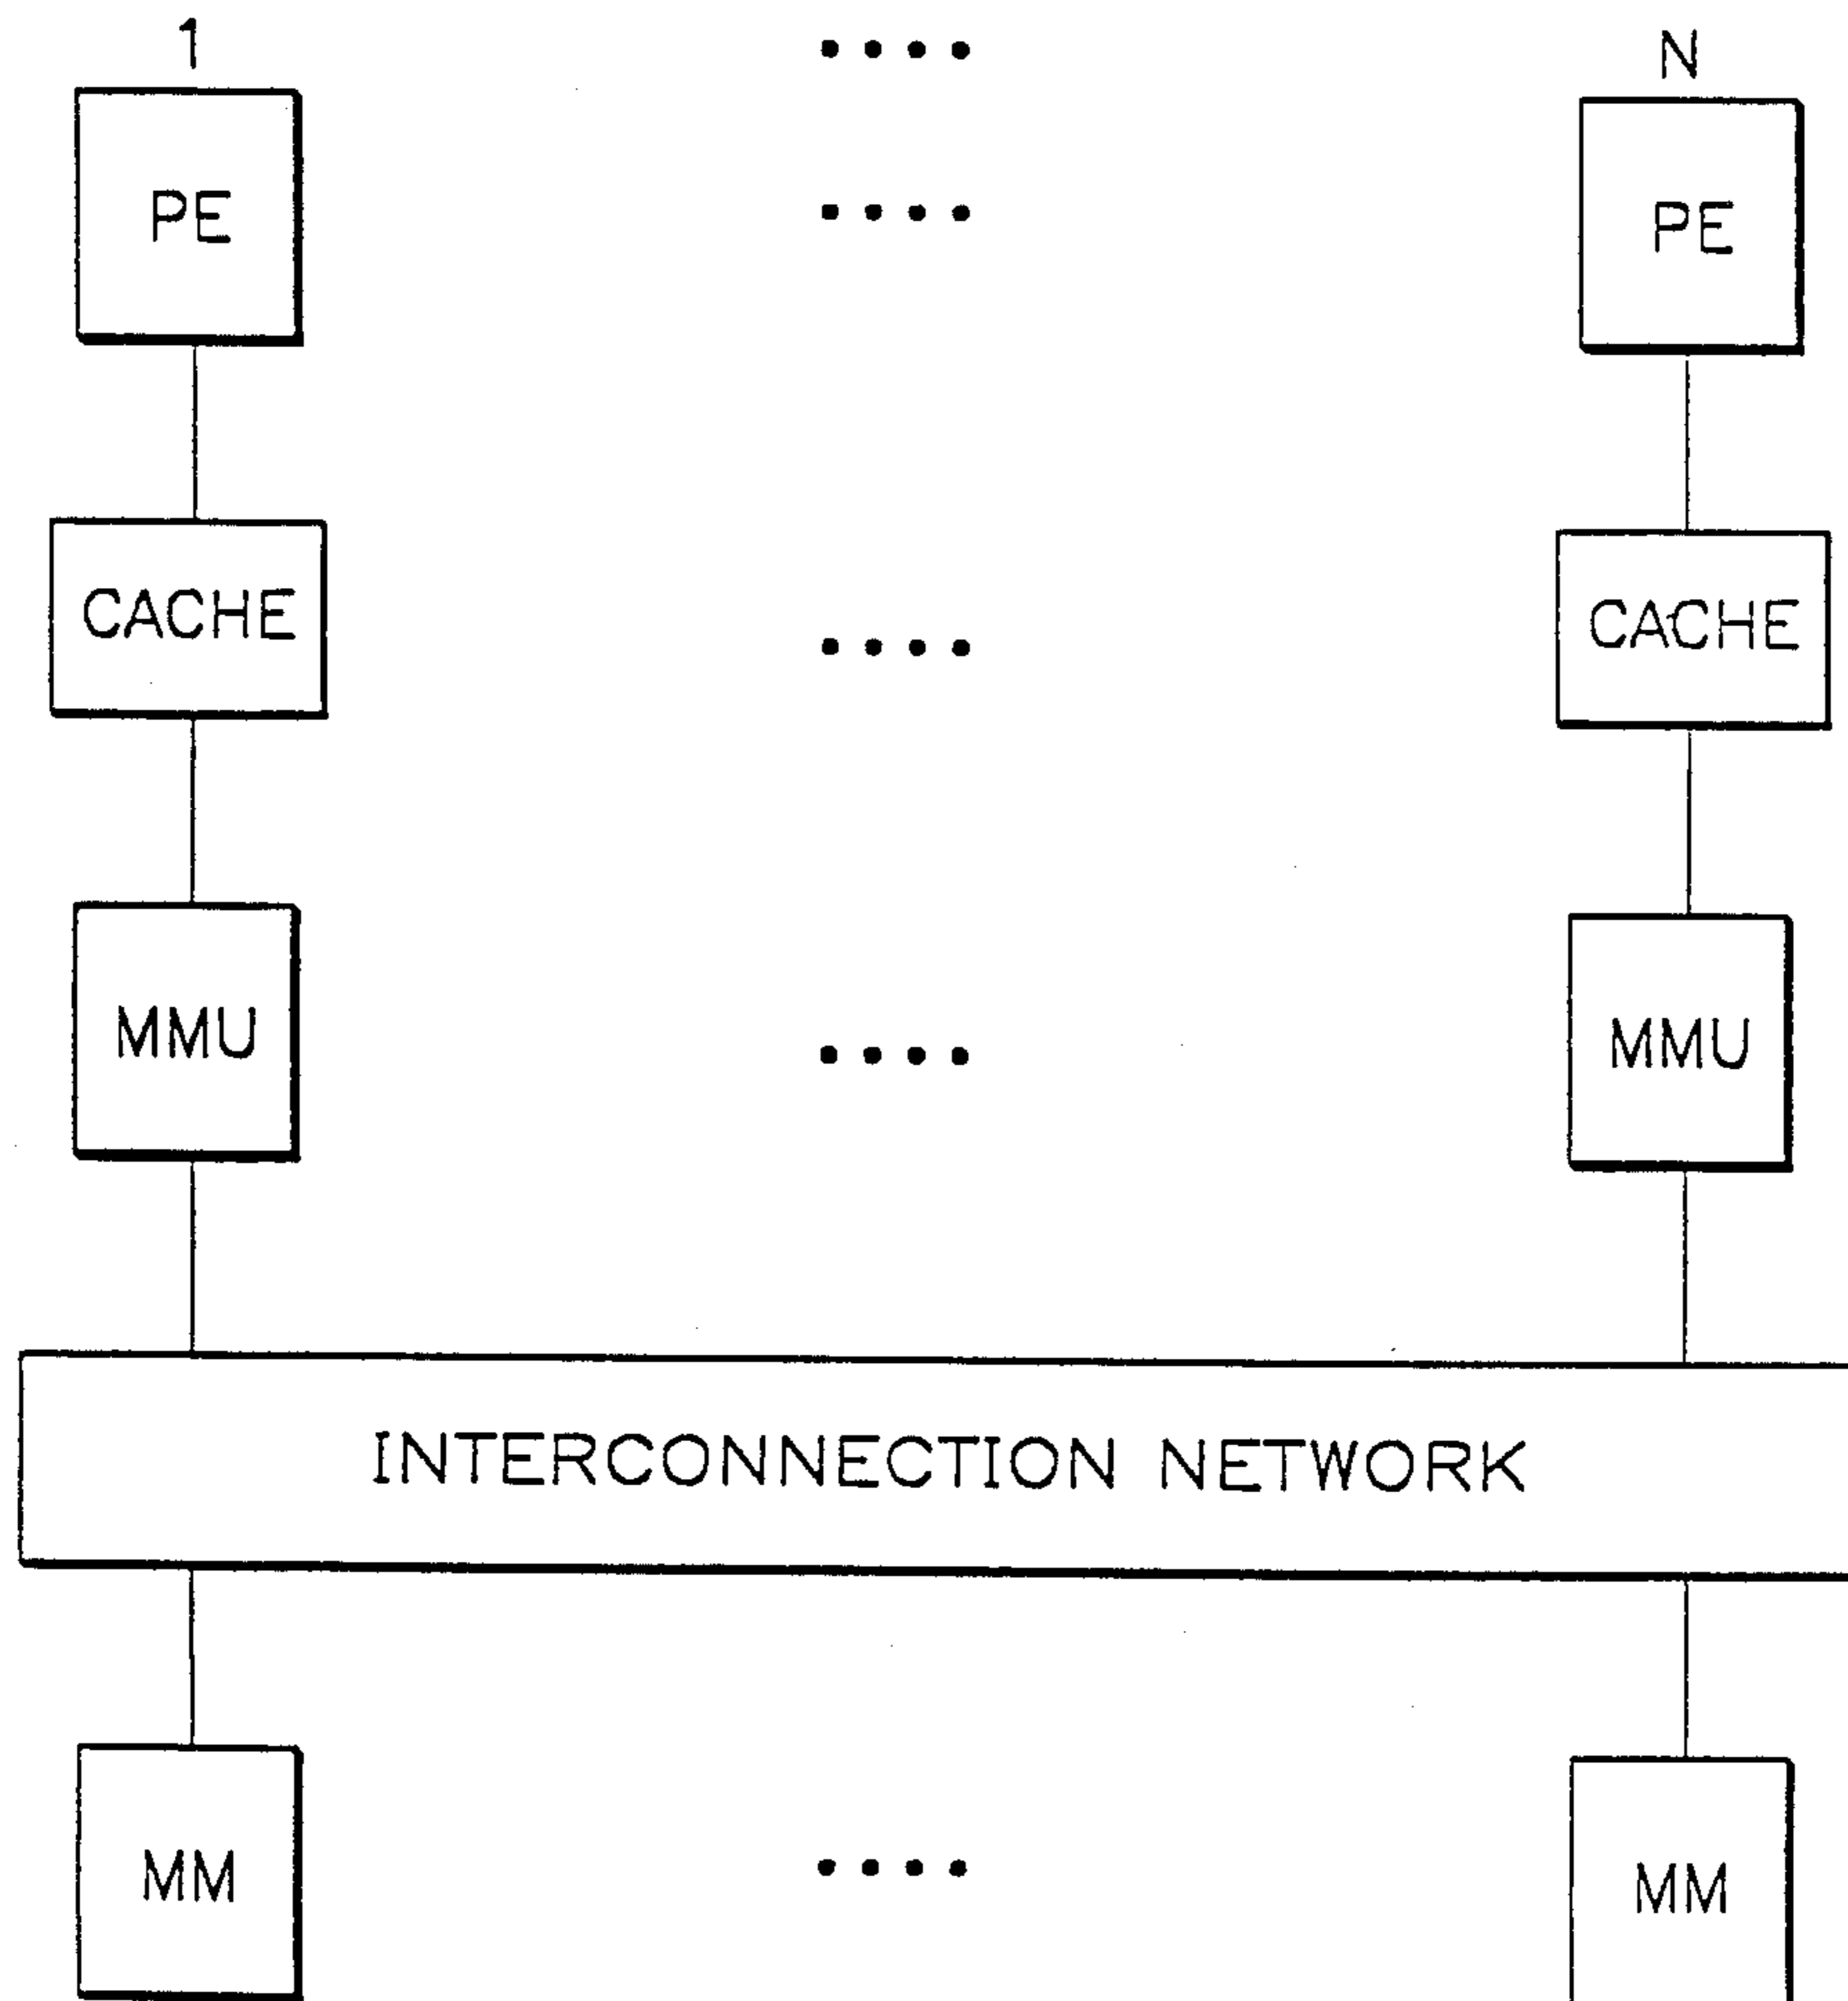 1 •••• N
PE •••• PE
CACHE •••• CACHE
MMU •••• MMU
INTERCONNECTION NETWORK
MM •••• MM